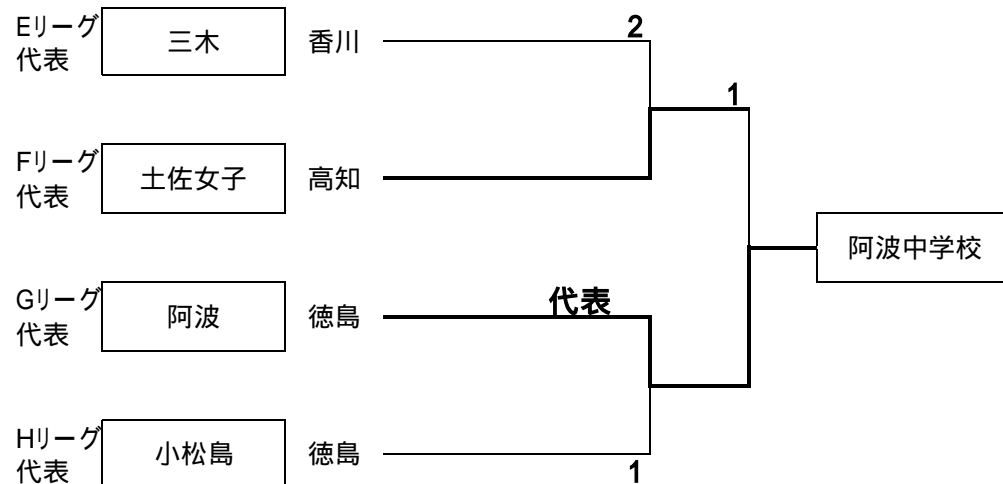 Eリーグ
代表
三木
香川
2
1
Fリーグ
代表
土佐女子
高知
阿波中学校
Gリーグ
代表
阿波
徳島
代表
Hリーグ
代表
小松島
徳島
1